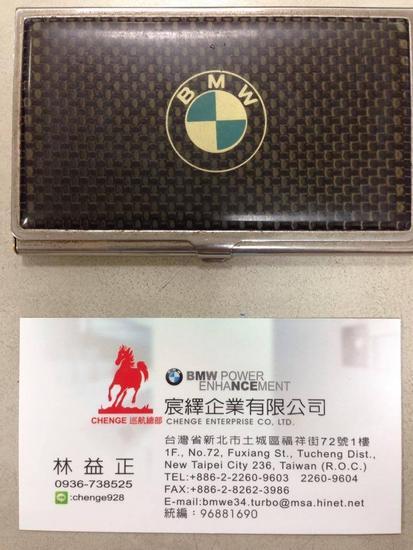 BMW
BMW POWER
ENHANCEMENT
宸繹企業有限公司
CHENGE 巡航總部
CHENGE ENTERPRISE CO, LTD.
台灣省新北市土城區福祥街72號1樓
1F., No.72, Fuxiang St., Tucheng Dist.,
New Taipei City 236, Taiwan (R.O.C.)
林益正
TEL:+886-2-2260-9603 2260-9604
0936-738525
FAX:+886-2-8262-3986
:chenge928
E-mail:bmwe34.turbo@msa.hinet.net
統編：96881690